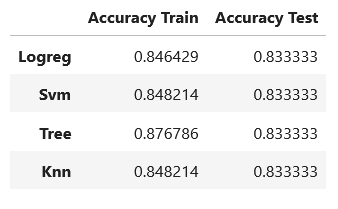 Accuracy Train Accuracy Test
Logreg 0.846429 0.833333
Svm 0.848214 0.833333
Tree 0.876786 0.833333
Knn 0.848214 0.833333